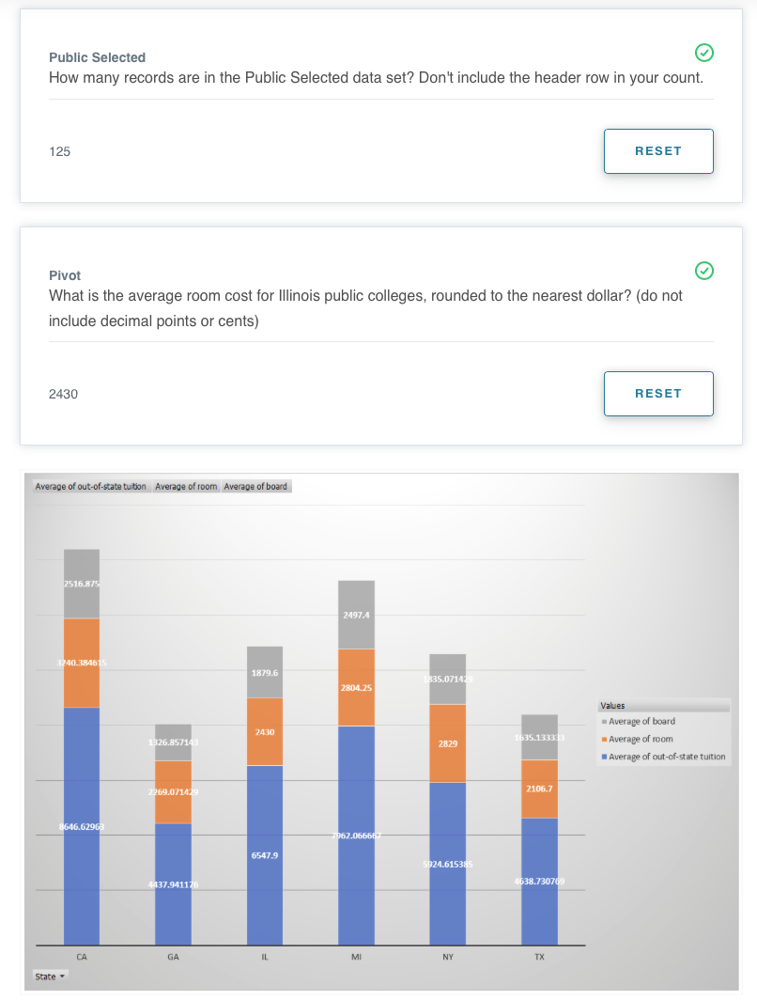 Public Selected
How many records are in the Public Selected data set? Don't include the header row in your count.
125
RESET
Pivot
What is the average room cost for Illinois public colleges, rounded to the nearest dollar? (do not
include decimal points or cents)
2430
RESET
Average of out-of-state tuition Average of room Average of board
2516.875
3740.384615
8646.62963
1326.857143
2269.071429
4437.941176
1879.6
2430
6547.9
2497.4
2804.25
7962.066667
1835.071429
2829
5924.615385
1635.133333
2106.7
4638.730769
Values
Average of board
Average of room
Average of out-of-state tuition
CA GA IL MI NY TX
State